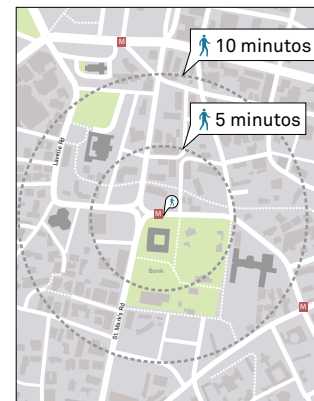 10 minutos
M
5 minutos
Lavelle Rd
M
Bank
M
St. Mark's Rd